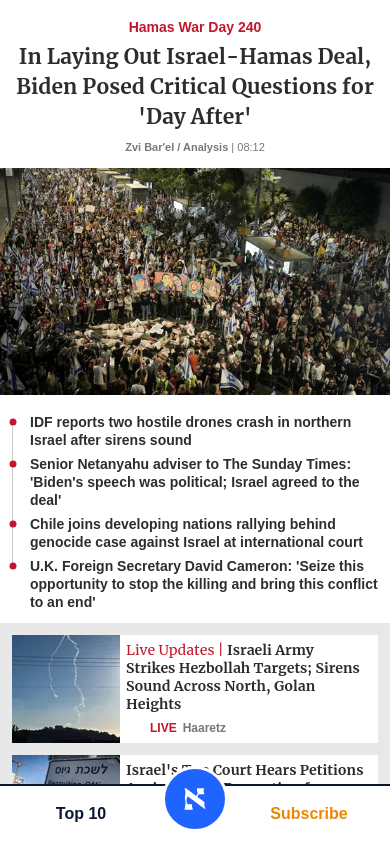 Hamas War Day 240
In Laying Out Israel-Hamas Deal,
Biden Posed Critical Questions for
'Day After'
Zvi Bar'el / Analysis | 08:12
IDF reports two hostile drones crash in northern
Israel after sirens sound
Senior Netanyahu adviser to The Sunday Times:
'Biden's speech was political; Israel agreed to the
deal'
Chile joins developing nations rallying behind
genocide case against Israel at international court
U.K. Foreign Secretary David Cameron: 'Seize this
opportunity to stop the killing and bring this conflict
to an end'
Live Updates | Israeli Army
Strikes Hezbollah Targets; Sirens
Sound Across North, Golan
Heights
LIVE Haaretz
לשכת גיוס
Israel's Court Hears Petitions
Top 10
Subscribe